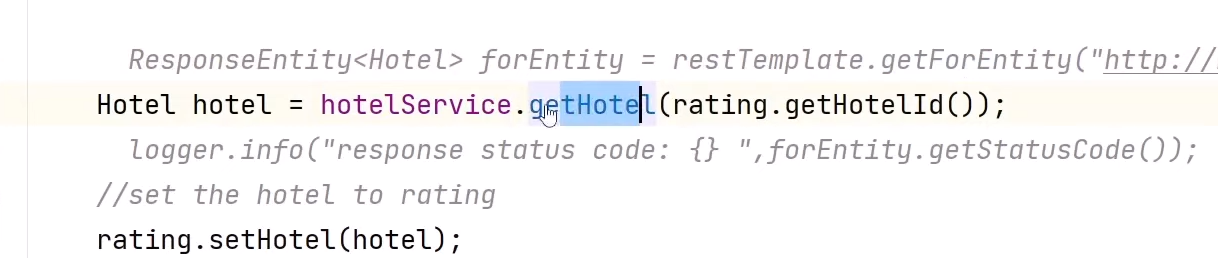 ResponseEntity<Hotel> forEntity = restTemplate.getForEntity("http://
Hotel hotel = hotelService.getHotel(rating.getHotelId());
logger.info("response status code: {} ",forEntity.getStatusCode());
//set the hotel to rating
rating.setHotel(hotel);